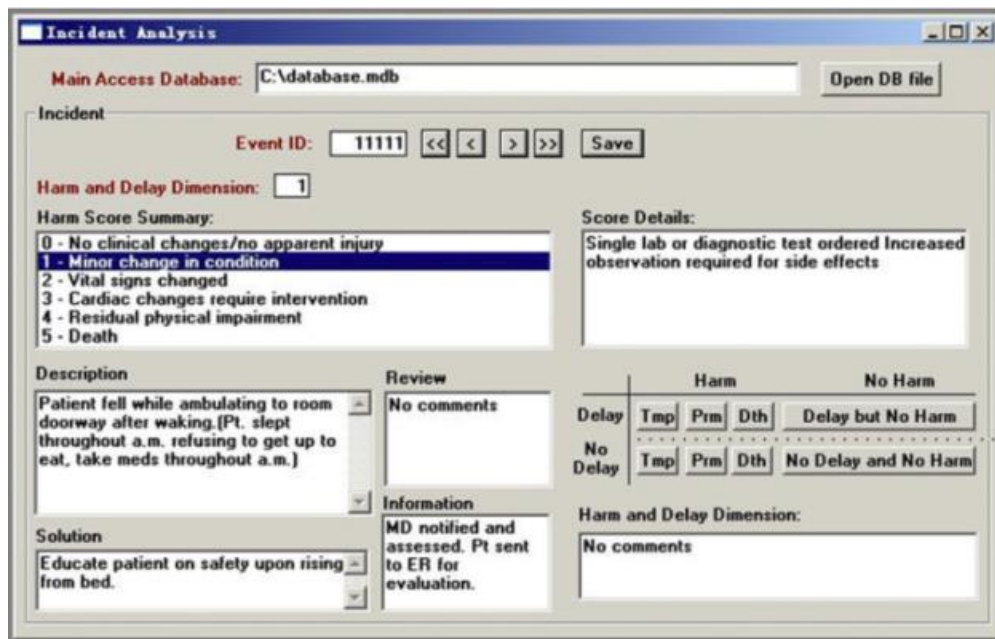 Incident Analysis
Main Access Database: C:\database.mdb Open DB file
Incident
Event ID: 11111 << < > >> Save
Harm and Delay Dimension: 1
Harm Score Summary:
0 - No clinical changes/no apparent injury
1 - Minor change in condition
2 - Vital signs changed
3 - Cardiac changes require intervention
4 - Residual physical impairment
5 - Death
Score Details:
Single lab or diagnostic test ordered Increased
observation required for side effects
Description
Patient fell while ambulating to room
doorway after waking.(Pt. slept
throughout a.m. refusing to get up to
eat, take meds throughout a.m.)
Review
No comments
Harm No Harm
Delay Tmp Prm Dth Delay but No Harm
No
Delay Tmp Prm Dth No Delay and No Harm
Solution
Educate patient on safety upon rising
from bed.
Information
MD notified and
assessed. Pt sent
to ER for
evaluation.
Harm and Delay Dimension:
No comments